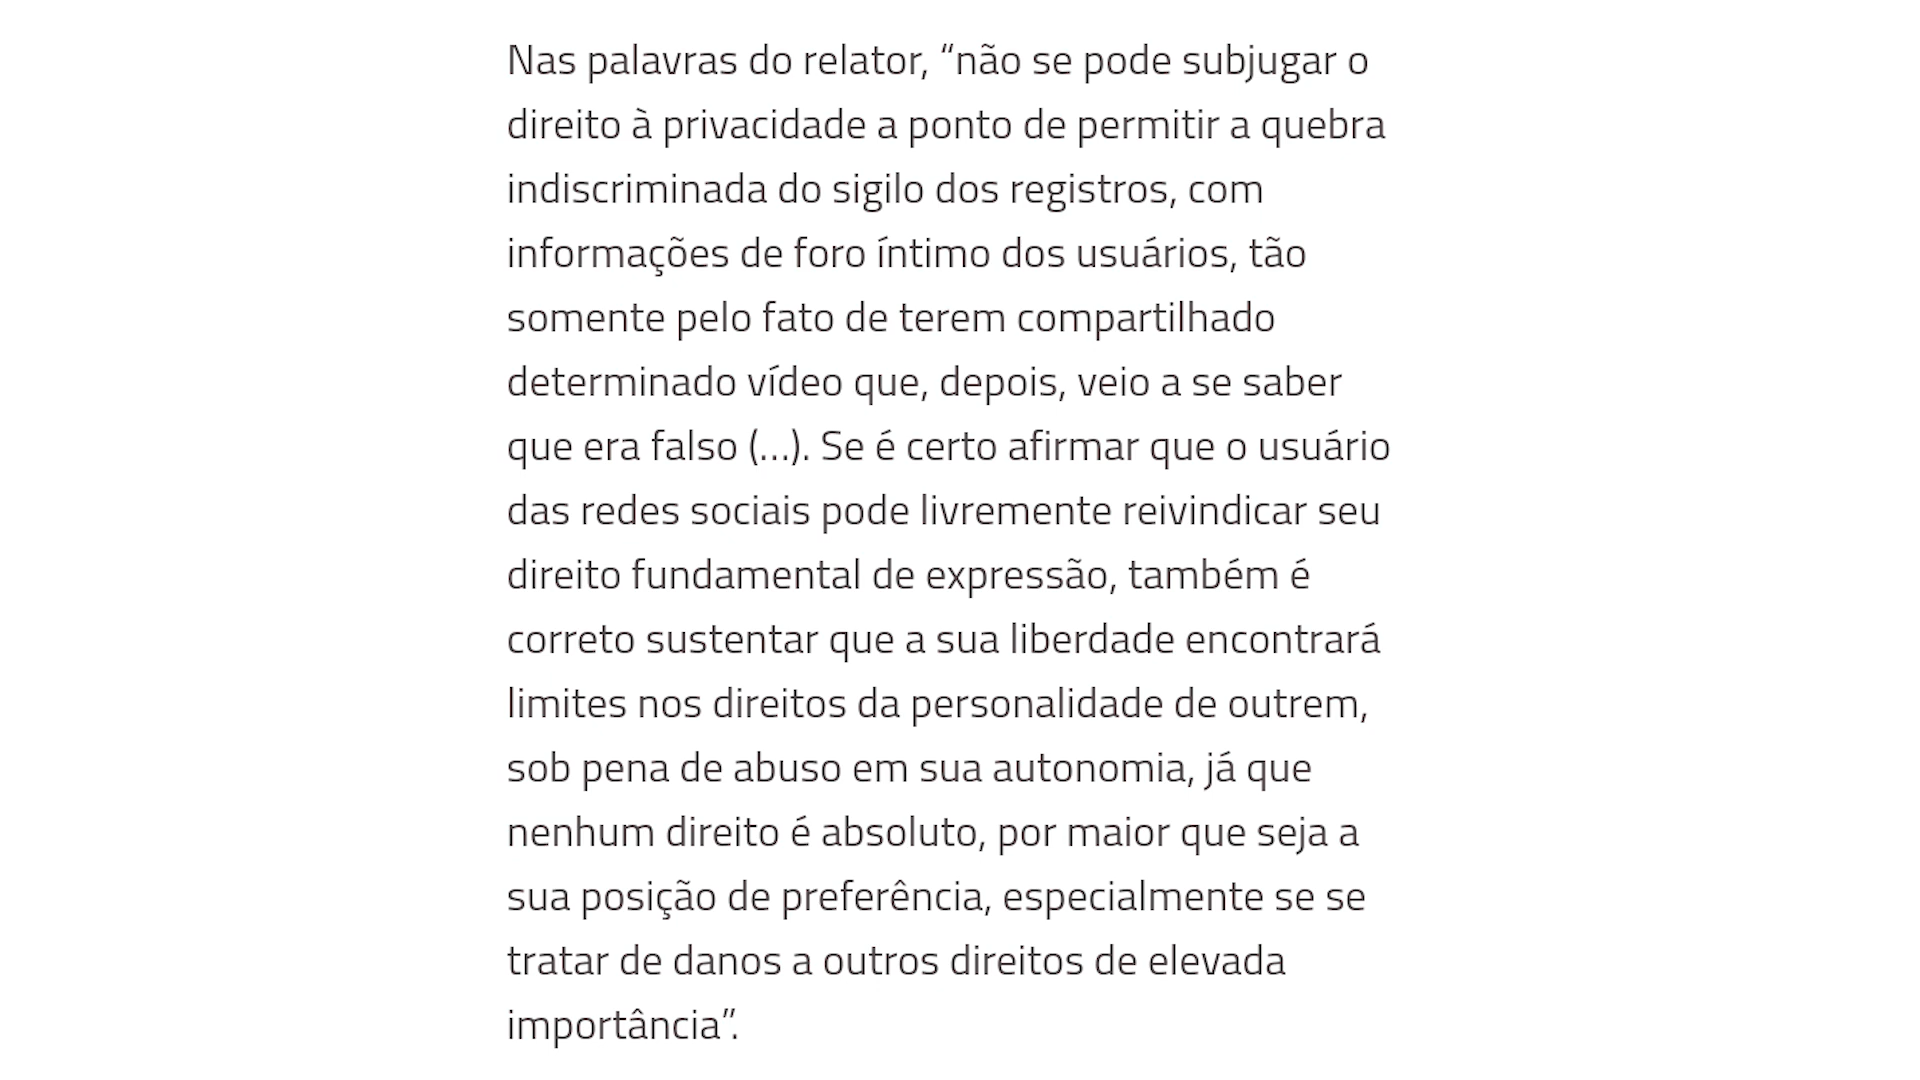 Nas palavras do relator, “não se pode subjugar o
direito à privacidade a ponto de permitir a quebra
indiscriminada do sigilo dos registros, com
informações de foro íntimo dos usuários, tão
somente pelo fato de terem compartilhado
determinado vídeo que, depois, veio a se saber
que era falso (...). Se é certo afirmar que o usuário
das redes sociais pode livremente reivindicar seu
direito fundamental de expressão, também é
correto sustentar que a sua liberdade encontrará
limites nos direitos da personalidade de outrem,
sob pena de abuso em sua autonomia, já que
nenhum direito é absoluto, por maior que seja a
sua posição de preferência, especialmente se se
tratar de danos a outros direitos de elevada
importância”.